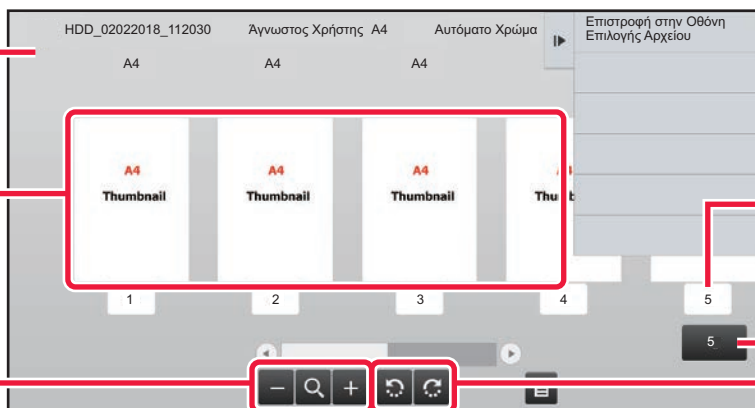 HDD_02022018_112030 Άγνωστος Χρήστης A4 Αυτόματο Χρώμα
Επιστροφή στην Οθόνη
Επιλογής Αρχείου
A4 A4 A4
A4 A4 A4
Thumbnail Thumbnail Thumbnail
1 2 3 4 5
5